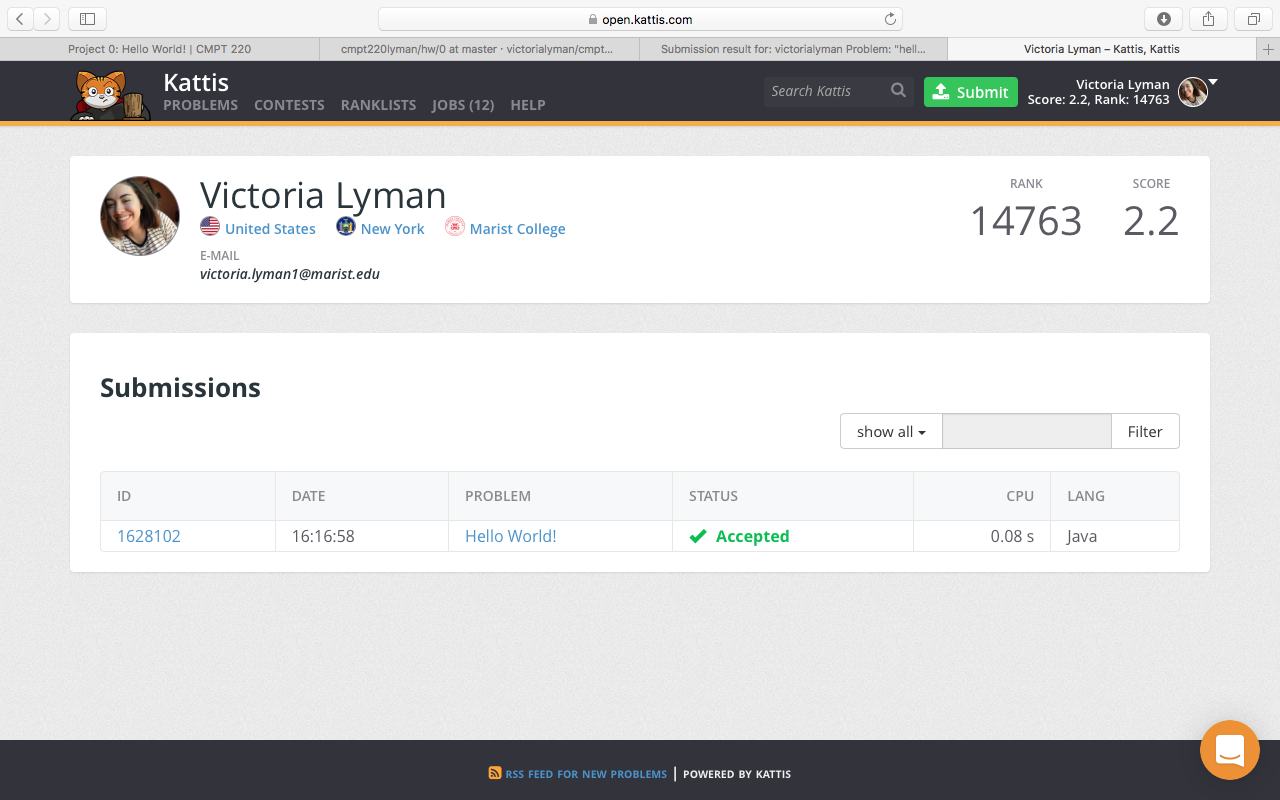 open.kattis.com
Project 0: Hello World! | CMPT 220
cmpt220lyman/hw/0 at master · victorialyman/cmpt...
Submission result for: victorialyman Problem: "hell...
Victoria Lyman – Kattis, Kattis
Kattis
PROBLEMS CONTESTS RANKLISTS JOBS (12) HELP
Search Kattis
Submit
Victoria Lyman
Score: 2.2, Rank: 14763
Victoria Lyman
United States New York Marist College
E-MAIL
victoria.lyman1@marist.edu
RANK SCORE
14763 2.2
Submissions
show all Filter
ID DATE PROBLEM STATUS CPU LANG
1628102 16:16:58 Hello World! Accepted 0.08 s Java
RSS FEED FOR NEW PROBLEMS | POWERED BY KATTIS